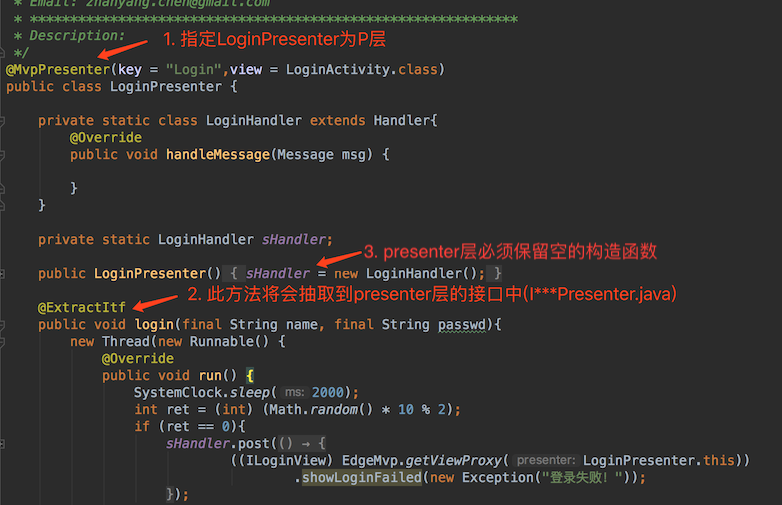 * Email: zhanyang.chen@gmail.com
* *************************************************************
* Description:
1. 指定LoginPresenter为P层
*/
@MvpPresenter(key = "Login",view = LoginActivity.class)
public class LoginPresenter {
private static class LoginHandler extends Handler{
@Override
public void handleMessage(Message msg) {
}
}
private static LoginHandler sHandler;
3. presenter层必须保留空的构造函数
public LoginPresenter() { sHandler = new LoginHandler(); }
2. 此方法将会抽取到presenter层的接口中(I***Presenter.java)
@ExtractItf
public void login(final String name, final String passwd){
new Thread(new Runnable() {
@Override
public void run() {
SystemClock.sleep( ms: 2000);
int ret = (int) (Math.random() * 10 % 2);
if (ret == 0){
sHandler.post(() → {
((ILoginView) EdgeMvp.getViewProxy( presenter: LoginPresenter.this))
.showLoginFailed(new Exception("登录失败！"));
});